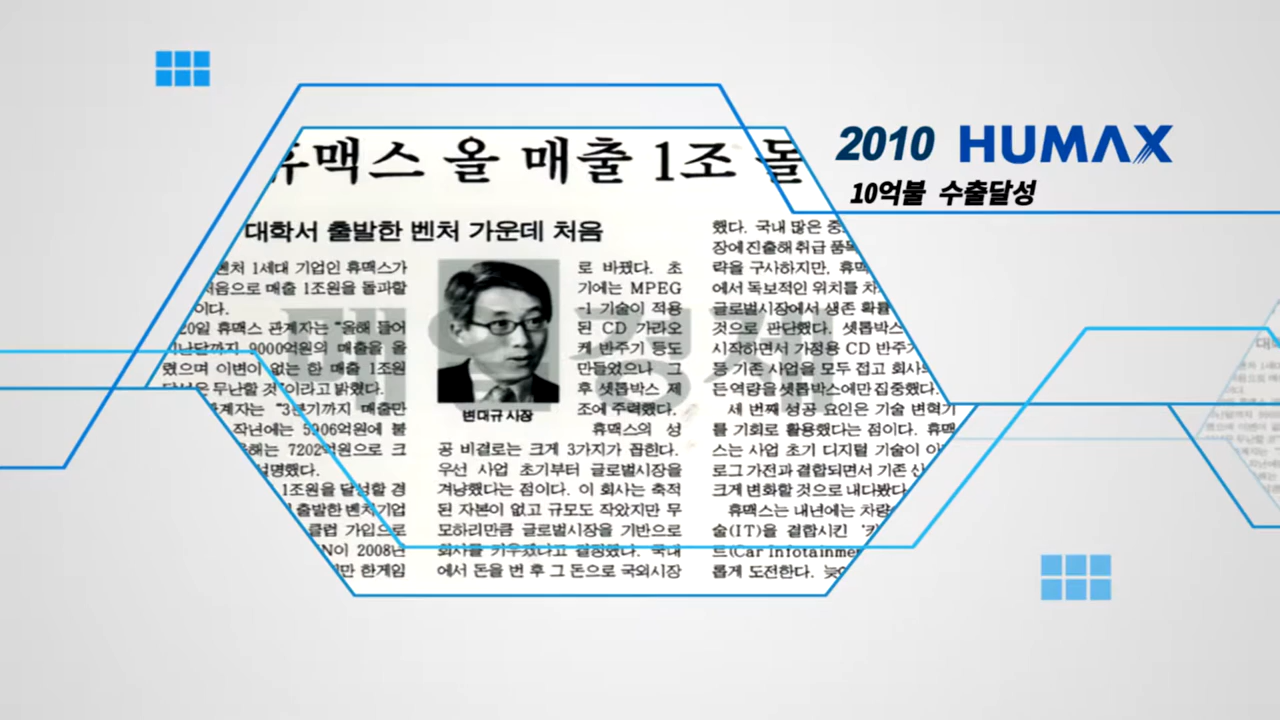 2010 HUMAX
10억불 수출달성
휴맥스 올 매출 1조 돌
대학서 출발한 벤처 가운데 처음
벤처 1세대 기업인 휴맥스가
처음으로 매출 1조원을 돌파할
이다.
20일 휴맥스 관계자는 “올해 들어
지난달까지 9000억원의 매출을 올
렸으며 이변이 없는 한 매출 1조원
달성은 무난할 것”이라고 밝혔다.
관계자는 “3분기까지 매출만
작년에는 5906억원에 불
올해는 7202억원으로 크
설명했다.
1조원을 달성할 경
출발한 벤처기업
클럽 가입으로
이 2008년
한게임
변대규 사장
공 비결로는 크게 3가지가 꼽힌다.
우선 사업 초기부터 글로벌시장을
겨냥했다는 점이다. 이 회사는 축적
된 자본이 없고 규모도 작았지만 무
모하리만큼 글로벌시장을 기반으로
회사를 키우겠다고 결정했다. 국내
에서 돈을 번 후 그 돈으로 국외시장
로 바꿨다. 초
기에는 MPEG
-1 기술이 적용
된 CD 가라오
케 반주기 등도
만들었으나 그
후 셋톱박스 제
조에 주력했다.
휴맥스의 성
했다. 국내 많은 중
장에 진출해 취급 품목
략을 구사하지만, 휴맥
에서 독보적인 위치를 차
글로벌시장에서 생존 확률
것으로 판단했다. 셋톱박스
시작하면서 가정용 CD 반주기
등 기존 사업을 모두 접고 회사
든 역량을 셋톱박스에만 집중했다.
세 번째 성공 요인은 기술 변혁기
를 기회로 활용했다는 점이다. 휴맥
스는 사업 초기 디지털 기술이 아
로그 가전과 결합되면서 기존 산
크게 변화할 것으로 내다봤다.
휴맥스는 내년에는 차량
술(IT)을 결합시킨 ‘카
트(Car Infotainme
롭게 도전한다. 늦어
매일경제